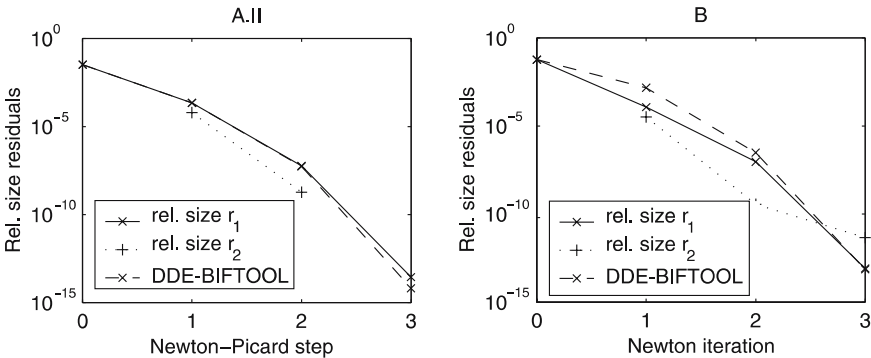 A.II
Rel. size residuals
10^0
10^-5
10^-10
10^-15
rel. size r_1
rel. size r_2
DDE-BIFTOOL
0 1 2 3
Newton-Picard step
B
Rel. size residuals
10^0
10^-5
10^-10
10^-15
rel. size r_1
rel. size r_2
DDE-BIFTOOL
0 1 2 3
Newton iteration